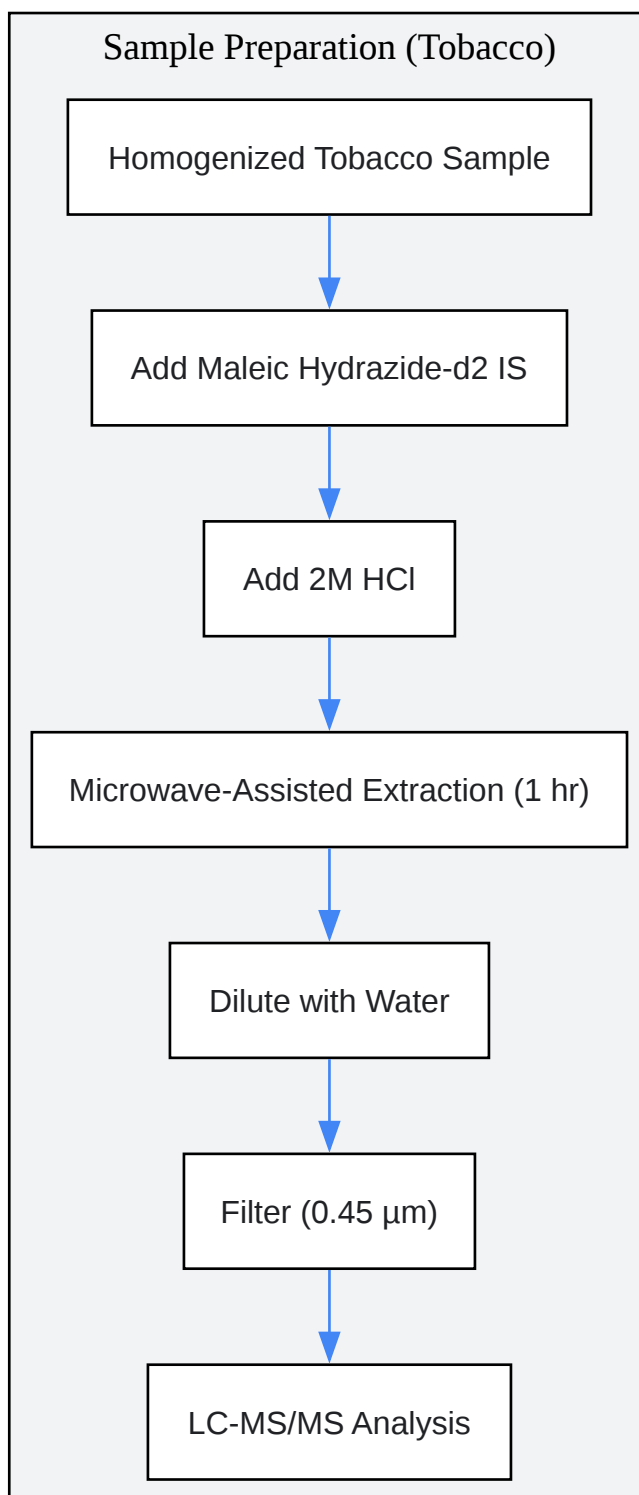 Sample Preparation (Tobacco)
Homogenized Tobacco Sample
Add Maleic Hydrazide-d2 IS
Add 2M HCl
Microwave-Assisted Extraction (1 hr)
Dilute with Water
Filter (0.45 µm)
LC-MS/MS Analysis